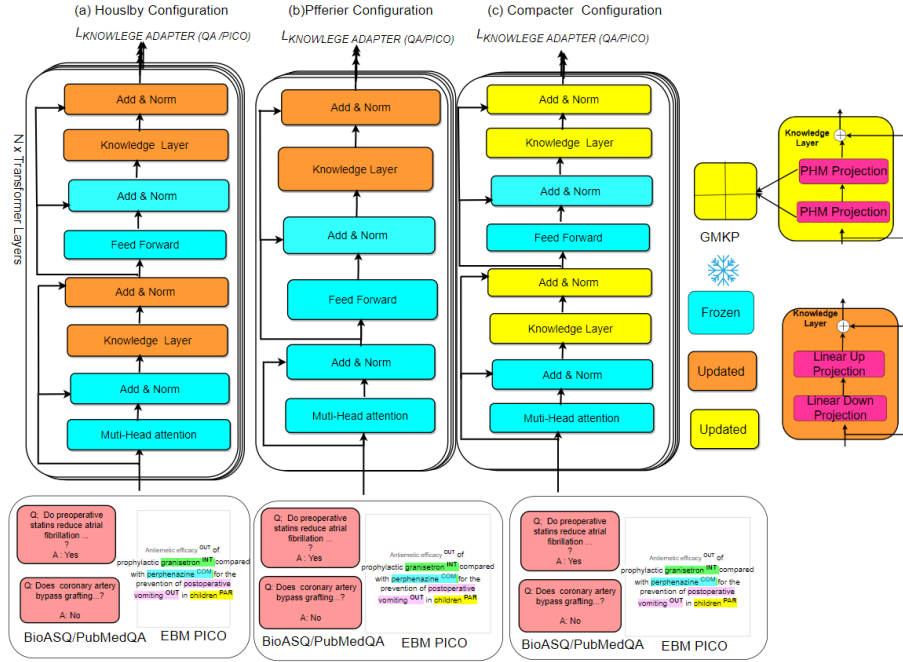 (a) Houslby Configuration
L KNOWLEGE ADAPTER (QA/PICO)
N x Transformer Layers
Add & Norm
Knowledge Layer
Add & Norm
Feed Forward
Add & Norm
Knowledge Layer
Add & Norm
Muti-Head attention
Q: Do preoperative
statins reduce atrial
fibrillation ...
?
A : Yes
Q: Does coronary artery
bypass grafting...?
A: No
BioASQ/PubMedQA
Antiemetic efficacy OUT of
prophylactic granisetron INT compared
with perphenazine COM for the
prevention of postoperative
vomiting OUT in children PAR
EBM PICO
(b)Pfferier Configuration
L KNOWLEGE ADAPTER (QA/PICO)
Add & Norm
Knowledge Layer
Add & Norm
Feed Forward
Add & Norm
Muti-Head attention
Q: Do preoperative
statins reduce atrial
fibrillation ...
?
A : Yes
Q: Does coronary artery
bypass grafting...?
A: No
BioASQ/PubMedQA
Antiemetic efficacy OUT of
prophylactic granisetron INT compared
with perphenazine COM for the
prevention of postoperative
vomiting OUT in children PAR
EBM PICO
(c) Compacter Configuration
L KNOWLEGE ADAPTER (QA/PICO)
Add & Norm
Knowledge Layer
Add & Norm
Feed Forward
Add & Norm
Knowledge Layer
Add & Norm
Muti-Head attention
Q: Do preoperative
statins reduce atrial
fibrillation ...
?
A : Yes
Q: Does coronary artery
bypass grafting...?
A: No
BioASQ/PubMedQA
Antiemetic efficacy OUT of
prophylactic granisetron INT compared
with perphenazine COM for the
prevention of postoperative
vomiting OUT in children PAR
EBM PICO
GMKP
Frozen
Updated
Updated
Knowledge
Layer
PHM Projection
PHM Projection
Knowledge
Layer
Linear Up
Projection
Linear Down
Projection